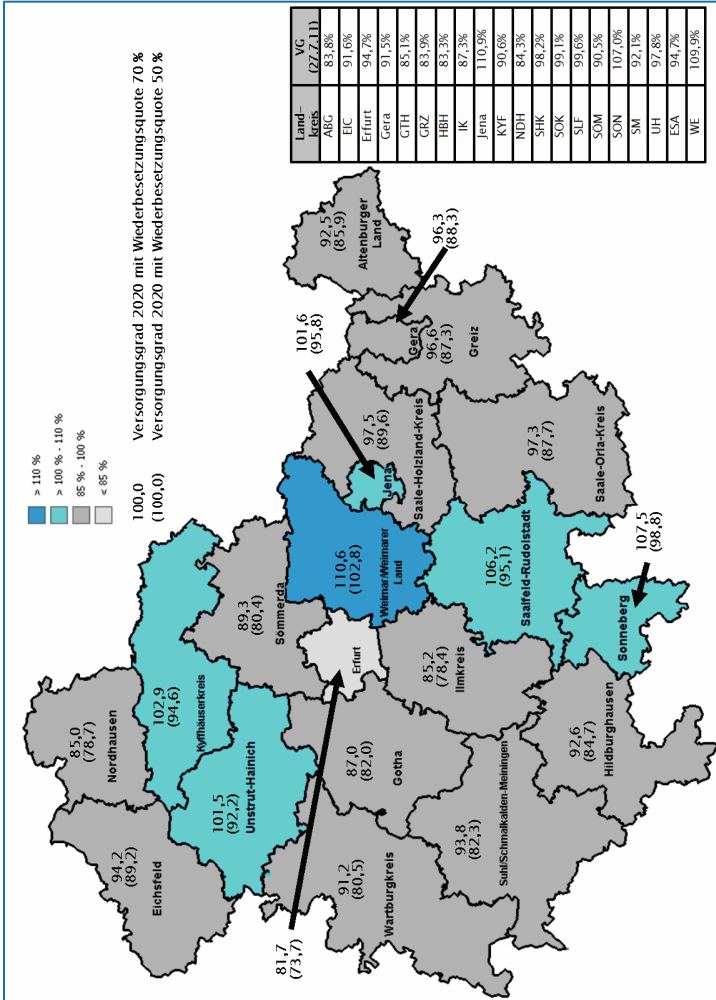 > 110 %
> 100 % - 110 %
85 % - 100 %
< 85 %
100,0 Versorgungsgrad 2020 mit Wiederbesetzungsquote 70 %
(100,0) Versorgungsgrad 2020 mit Wiederbesetzungsquote 50 %
94,2
(89,2)
Eichsfeld
85,0
(78,7)
Nordhausen
102,9
(94,6)
Kyffhäuserkreis
101,5
(92,2)
Unstrut-Hainich
89,3
(80,4)
Sömmerda
81,7
(73,7)
Erfurt
110,6
(102,8)
Weimar/Weimarer
Land
101,6
(95,8)
Jena
97,5
(89,6)
Saale-Holzland-Kreis
96,3
(88,3)
Gera
96,6
(87,3)
Greiz
92,5
(85,9)
Altenburger
Land
91,2
(80,5)
Wartburgkreis
87,0
(82,0)
Gotha
85,2
(78,4)
Ilmkreis
106,2
(95,1)
Saalfeld-Rudolstadt
97,3
(87,7)
Saale-Orla-Kreis
93,8
(82,3)
Suhl/Schmalkalden-Meiningen
92,6
(84,7)
Hildburghausen
Sonneberg
107,5
(98,8)
Land-
kreis
VG
(27.7.11)
ABG 83,8%
EIC 91,6%
Erfurt 94,7%
Gera 91,5%
GTH 85,1%
GRZ 83,9%
HBH 83,3%
IK 87,3%
Jena 110,9%
KYF 90,6%
NDH 84,3%
SHK 98,2%
SOK 99,1%
SLF 99,6%
SOM 90,5%
SON 107,0%
SM 92,1%
UH 97,8%
ESA 94,7%
WE 109,9%